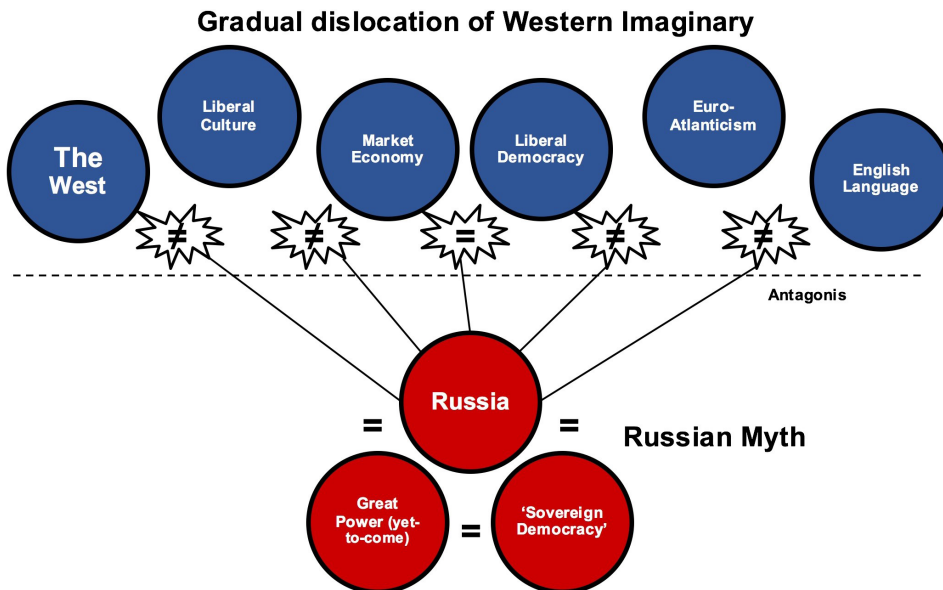 Gradual dislocation of Western Imaginary
The
West
Liberal
Culture
Market
Economy
Liberal
Democracy
Euro-
Atlanticism
English
Language
≠
≠
=
≠
≠
Antagonis
Russia
=
=
Russian Myth
Great
Power (yet-
to-come)
=
‘Sovereign
Democracy’